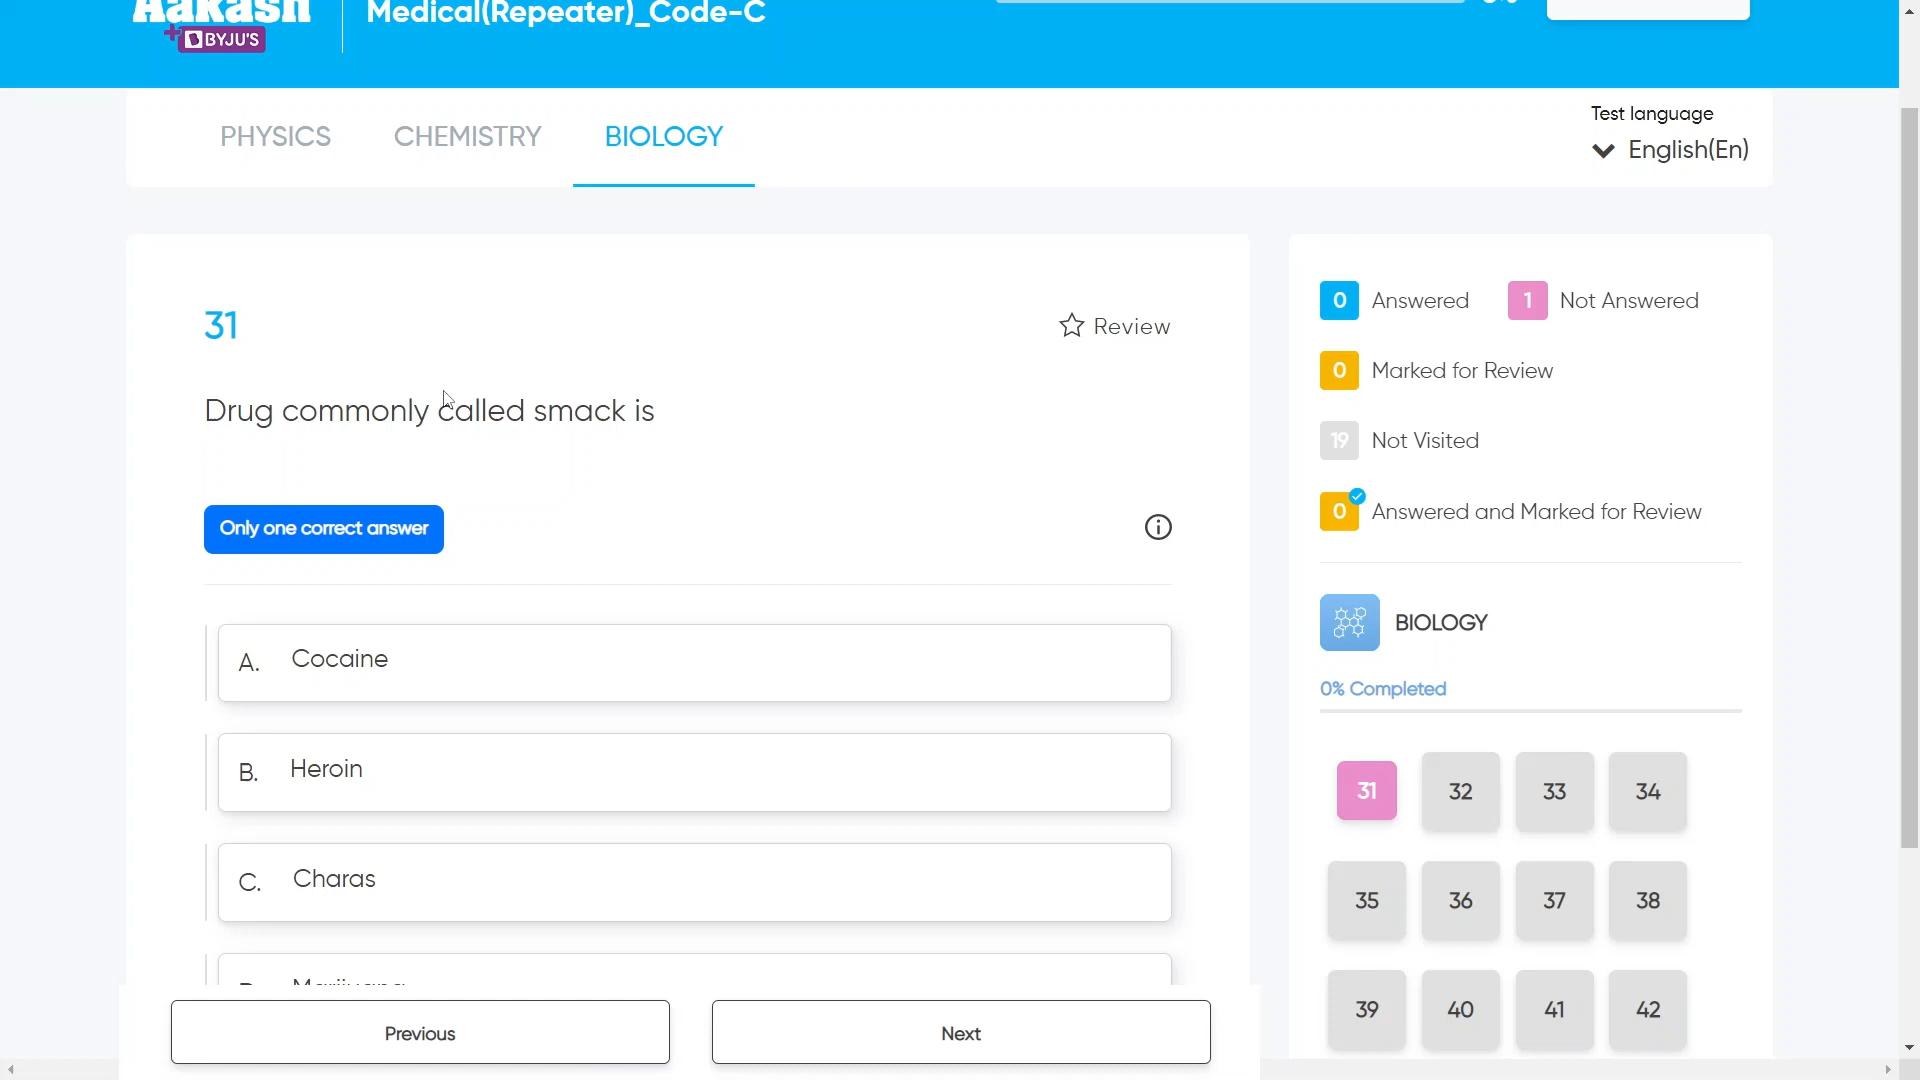 Aakash
BYJU'S
Medical(Repeater)_Code-C
PHYSICS CHEMISTRY BIOLOGY
Test language
English(En)
31
Review
Drug commonly called smack is
Only one correct answer
A. Cocaine
B. Heroin
C. Charas
Previous
Next
0 Answered 1 Not Answered
0 Marked for Review
19 Not Visited
0 Answered and Marked for Review
BIOLOGY
0% Completed
31 32 33 34
35 36 37 38
39 40 41 42